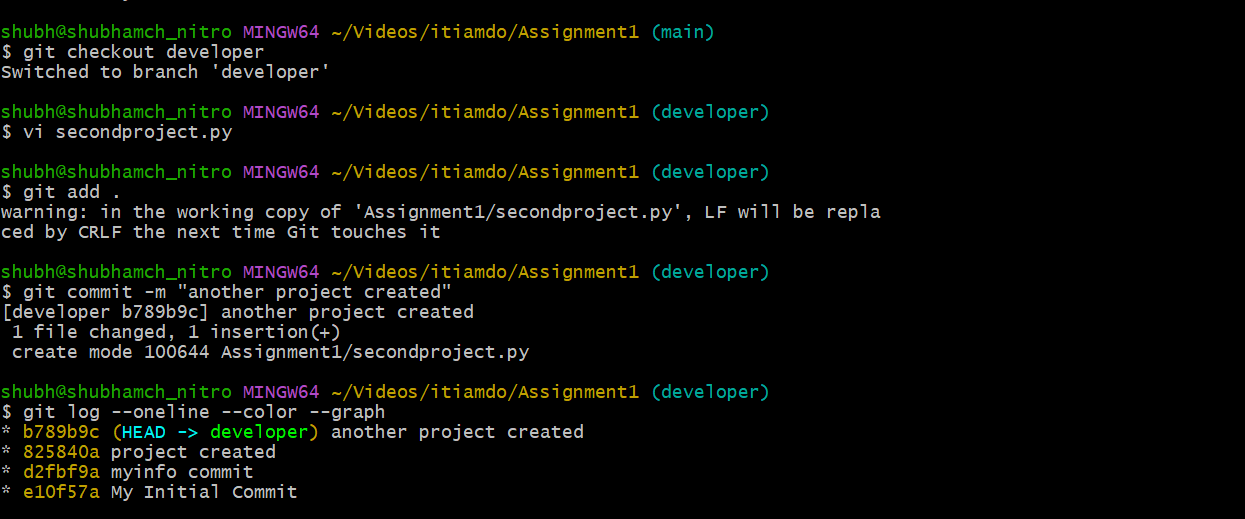 shubh@shubhamch_nitro MINGW64 ~/Videos/itiamdo/Assignment1 (main)
$ git checkout developer
Switched to branch 'developer'
shubh@shubhamch_nitro MINGW64 ~/Videos/itiamdo/Assignment1 (developer)
$ vi secondproject.py
shubh@shubhamch_nitro MINGW64 ~/Videos/itiamdo/Assignment1 (developer)
$ git add .
warning: in the working copy of 'Assignment1/secondproject.py', LF will be repla
ced by CRLF the next time Git touches it
shubh@shubhamch_nitro MINGW64 ~/Videos/itiamdo/Assignment1 (developer)
$ git commit -m "another project created"
[developer b789b9c] another project created
 1 file changed, 1 insertion(+)
 create mode 100644 Assignment1/secondproject.py
shubh@shubhamch_nitro MINGW64 ~/Videos/itiamdo/Assignment1 (developer)
$ git log --oneline --color --graph
* b789b9c (HEAD -> developer) another project created
* 825840a project created
* d2fbf9a myinfo commit
* e10f57a My Initial Commit